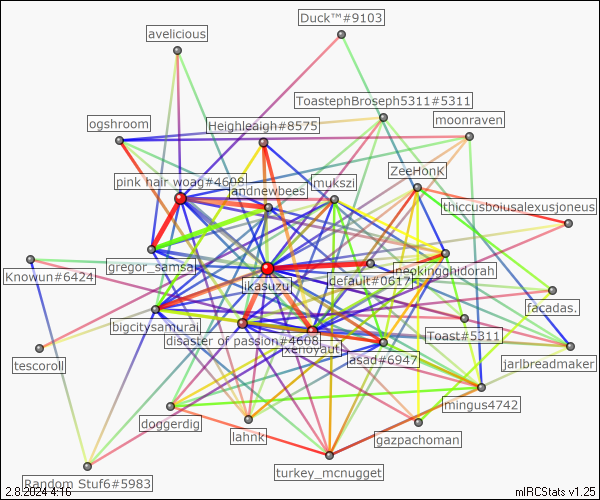 Duck™#9103
avelicious
ToastephBroseph5311#5311
moonraven
ogshroom
Heighleaigh#8575
ZeeHonK
pink hair woag#4608
andnewbees
mukszi
thiccusboiusalexusjoneus
gregor_samsa
neokingghidorah
Knowun#6424
ikasuzu
default#0617
facadas.
bigcitysamurai
disaster of passion#4608
xenoyaut
Toast#5311
tescoroll
asad#6947
jarlbreadmaker
mingus4742
doggerdig
lahnk
gazpachoman
turkey_mcnugget
Random Stuf6#5983
2.8.2024 4:16
mIRCStats v1.25